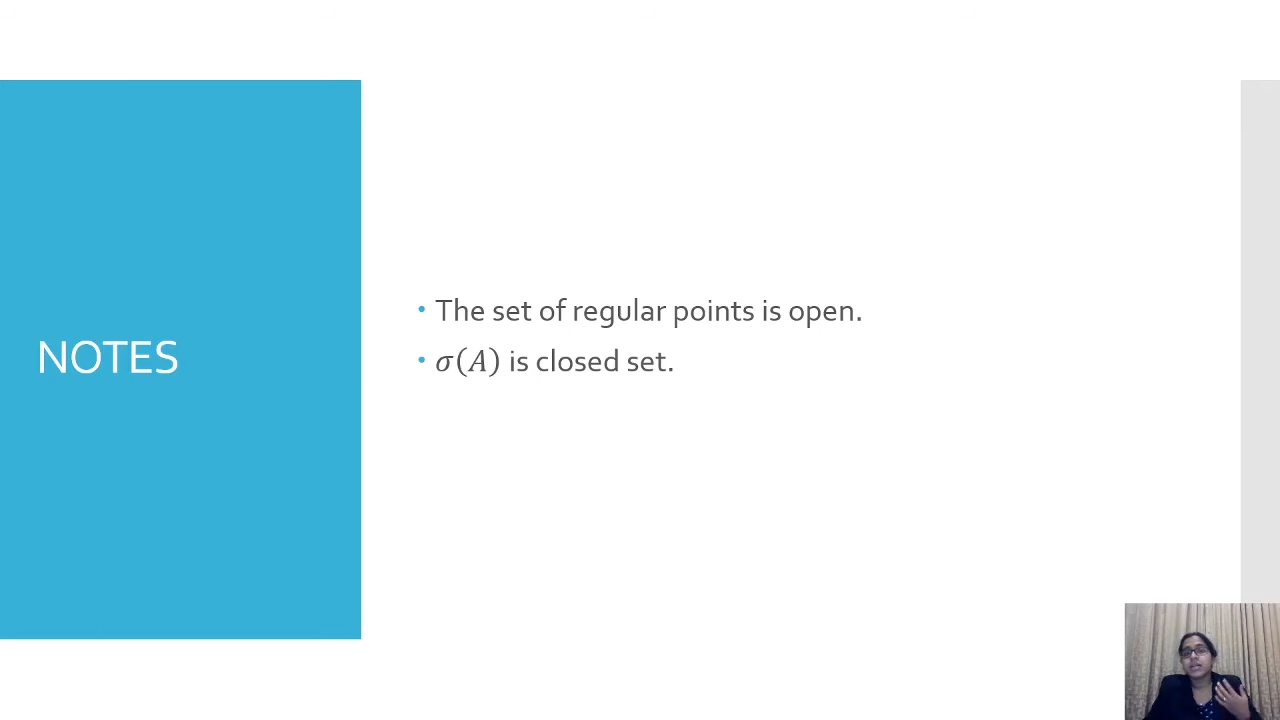 NOTES
• The set of regular points is open.
• 𝜎(𝐴) is closed set.